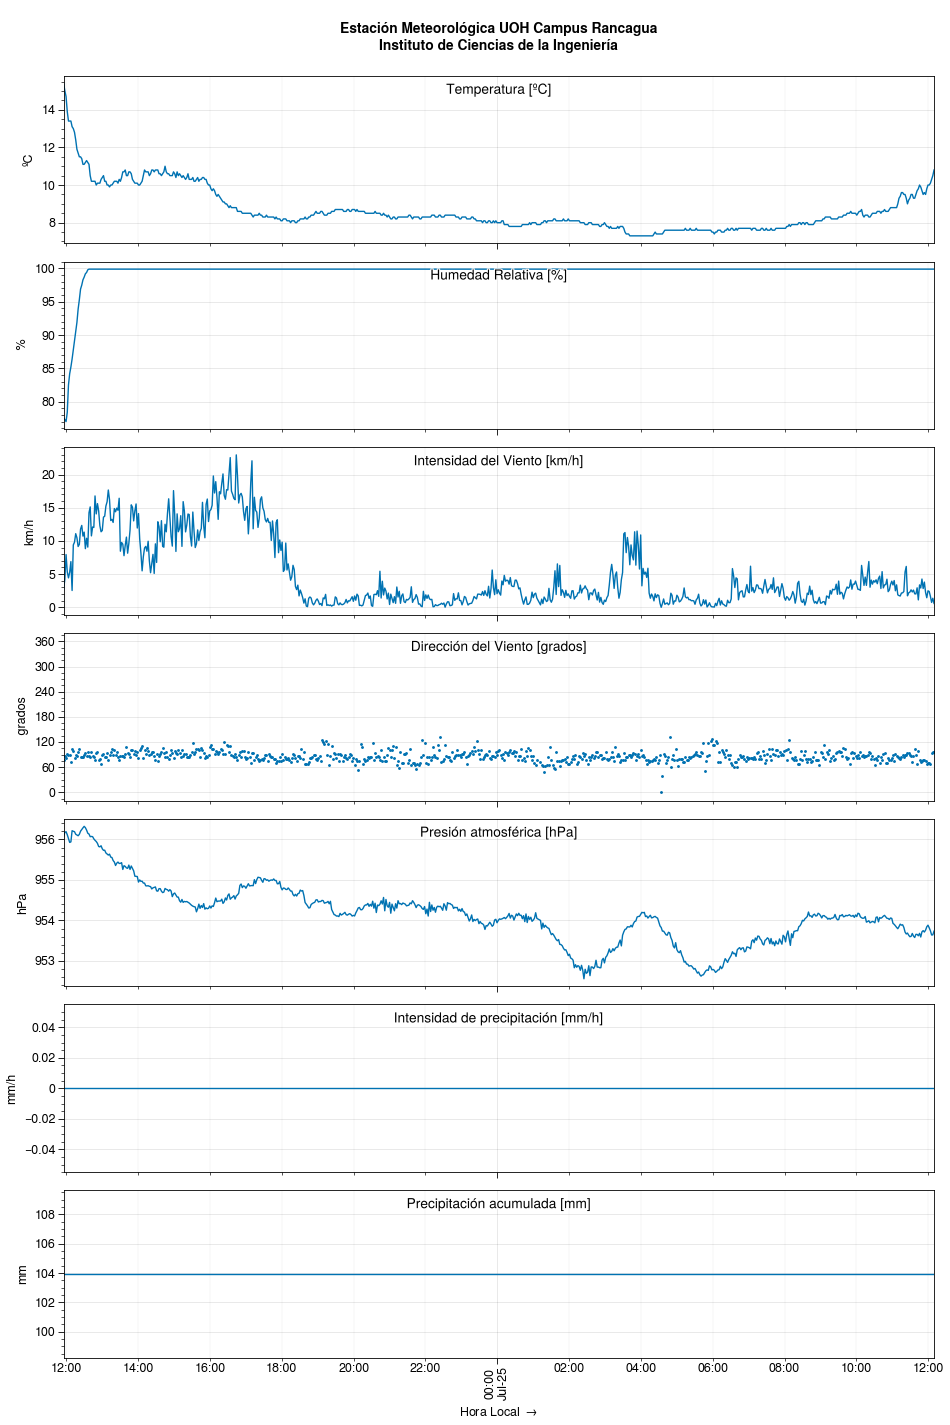 Estación Meteorológica UOH Campus Rancagua
Instituto de Ciencias de la Ingeniería
Temperatura [ºC]
ºC
14
12
10
8
Humedad Relativa [%]
%
100
95
90
85
80
Intensidad del Viento [km/h]
km/h
20
15
10
5
0
Dirección del Viento [grados]
grados
360
300
240
180
120
60
0
Presión atmosférica [hPa]
hPa
956
955
954
953
Intensidad de precipitación [mm/h]
mm/h
0.04
0.02
0
−0.02
−0.04
Precipitación acumulada [mm]
mm
108
106
104
102
100
12:00 14:00 16:00 18:00 20:00 22:00 00:00 02:00 04:00 06:00 08:00 10:00 12:00
Jul-25
Hora Local →